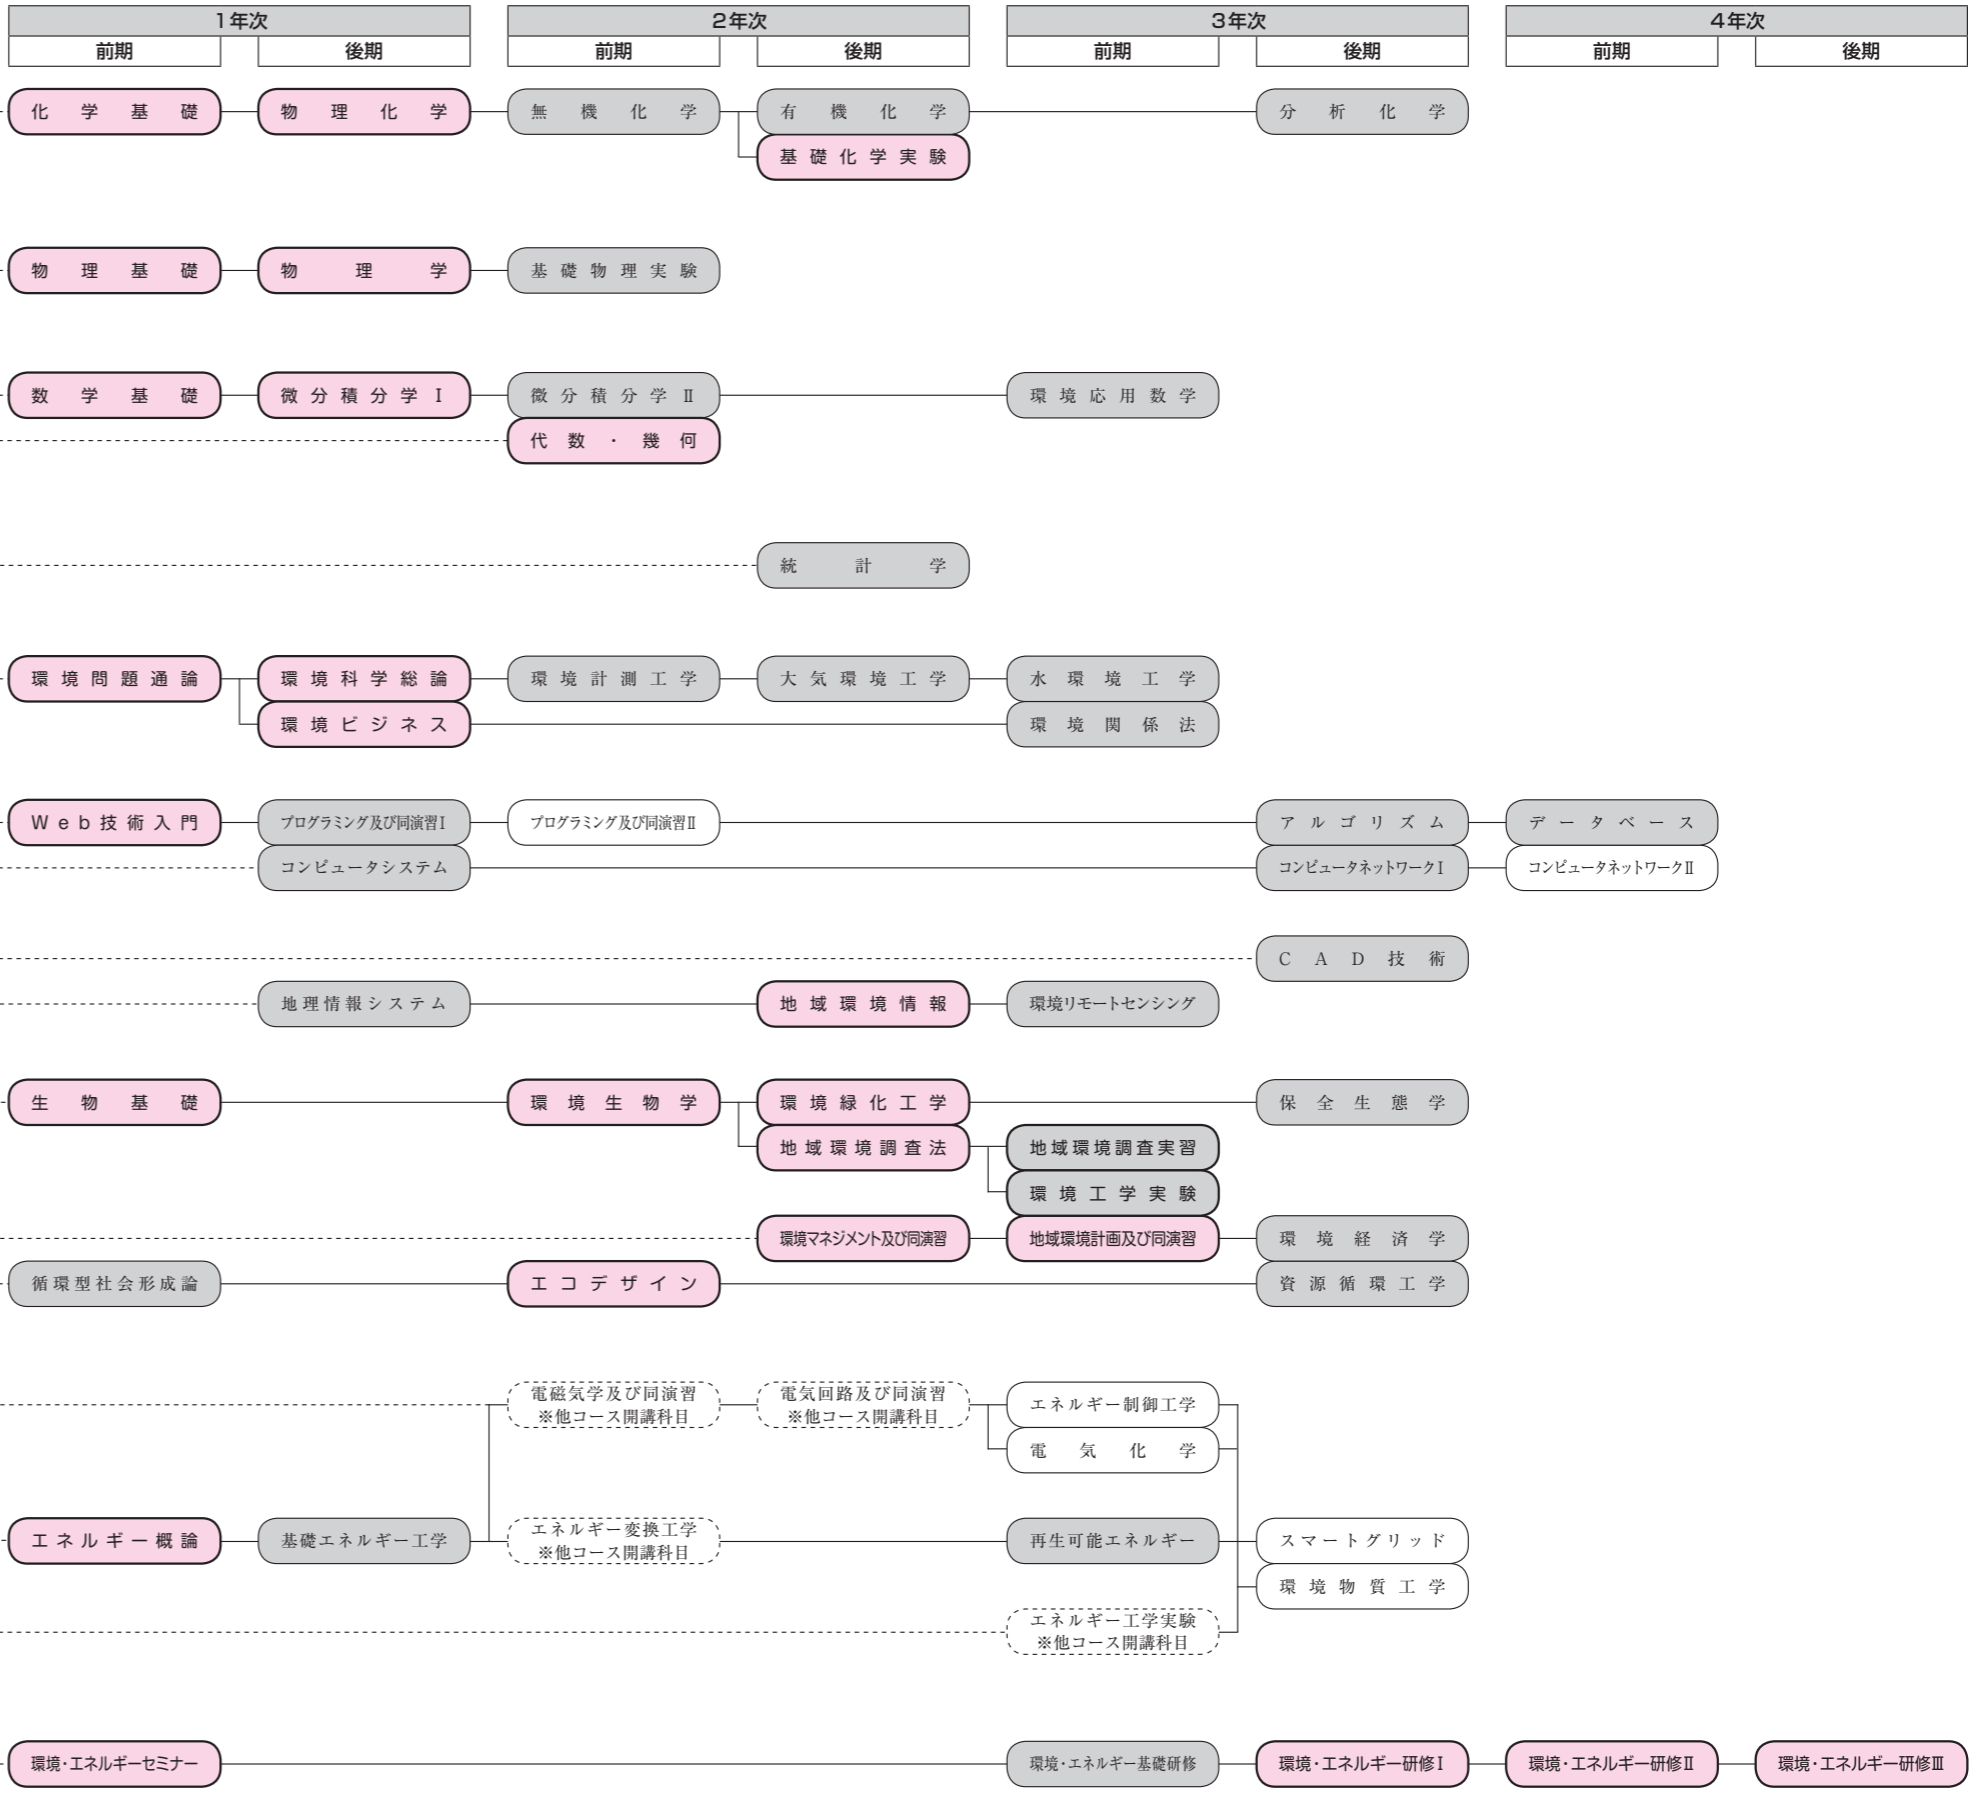 1年次 2年次 3年次 4年次
前期 後期 前期 後期 前期 後期 前期 後期
化学基礎 物理化学 無機化学 有機化学 分析化学
基礎化学実験
物理基礎 物理学 基礎物理実験
数学基礎 微分積分学Ⅰ 微分積分学Ⅱ 環境応用数学
代数・幾何
統計学
環境問題通論 環境科学総論 環境計測工学 大気環境工学 水環境工学
環境ビジネス 環境関係法
Web技術入門 プログラミング及び同演習Ⅰ プログラミング及び同演習Ⅱ アルゴリズム データベース
コンピュータシステム コンピュータネットワークⅠ コンピュータネットワークⅡ
CAD技術
地理情報システム 地域環境情報 環境リモートセンシング
生物基礎 環境生物学 環境緑化工学 保全生態学
地域環境調査法 地域環境調査実習
環境工学実験
環境マネジメント及び同演習 地域環境計画及び同演習 環境経済学
循環型社会形成論 エコデザイン 資源循環工学
電磁気学及び同演習 電気回路及び同演習 エネルギー制御工学
※他コース開講科目 ※他コース開講科目
電気化学
エネルギー概論 基礎エネルギー工学 エネルギー変換工学 再生可能エネルギー スマートグリッド
※他コース開講科目
環境物質工学
エネルギー工学実験
※他コース開講科目
環境・エネルギーセミナー 環境・エネルギー基礎研修 環境・エネルギー研修Ⅰ 環境・エネルギー研修Ⅱ 環境・エネルギー研修Ⅲ